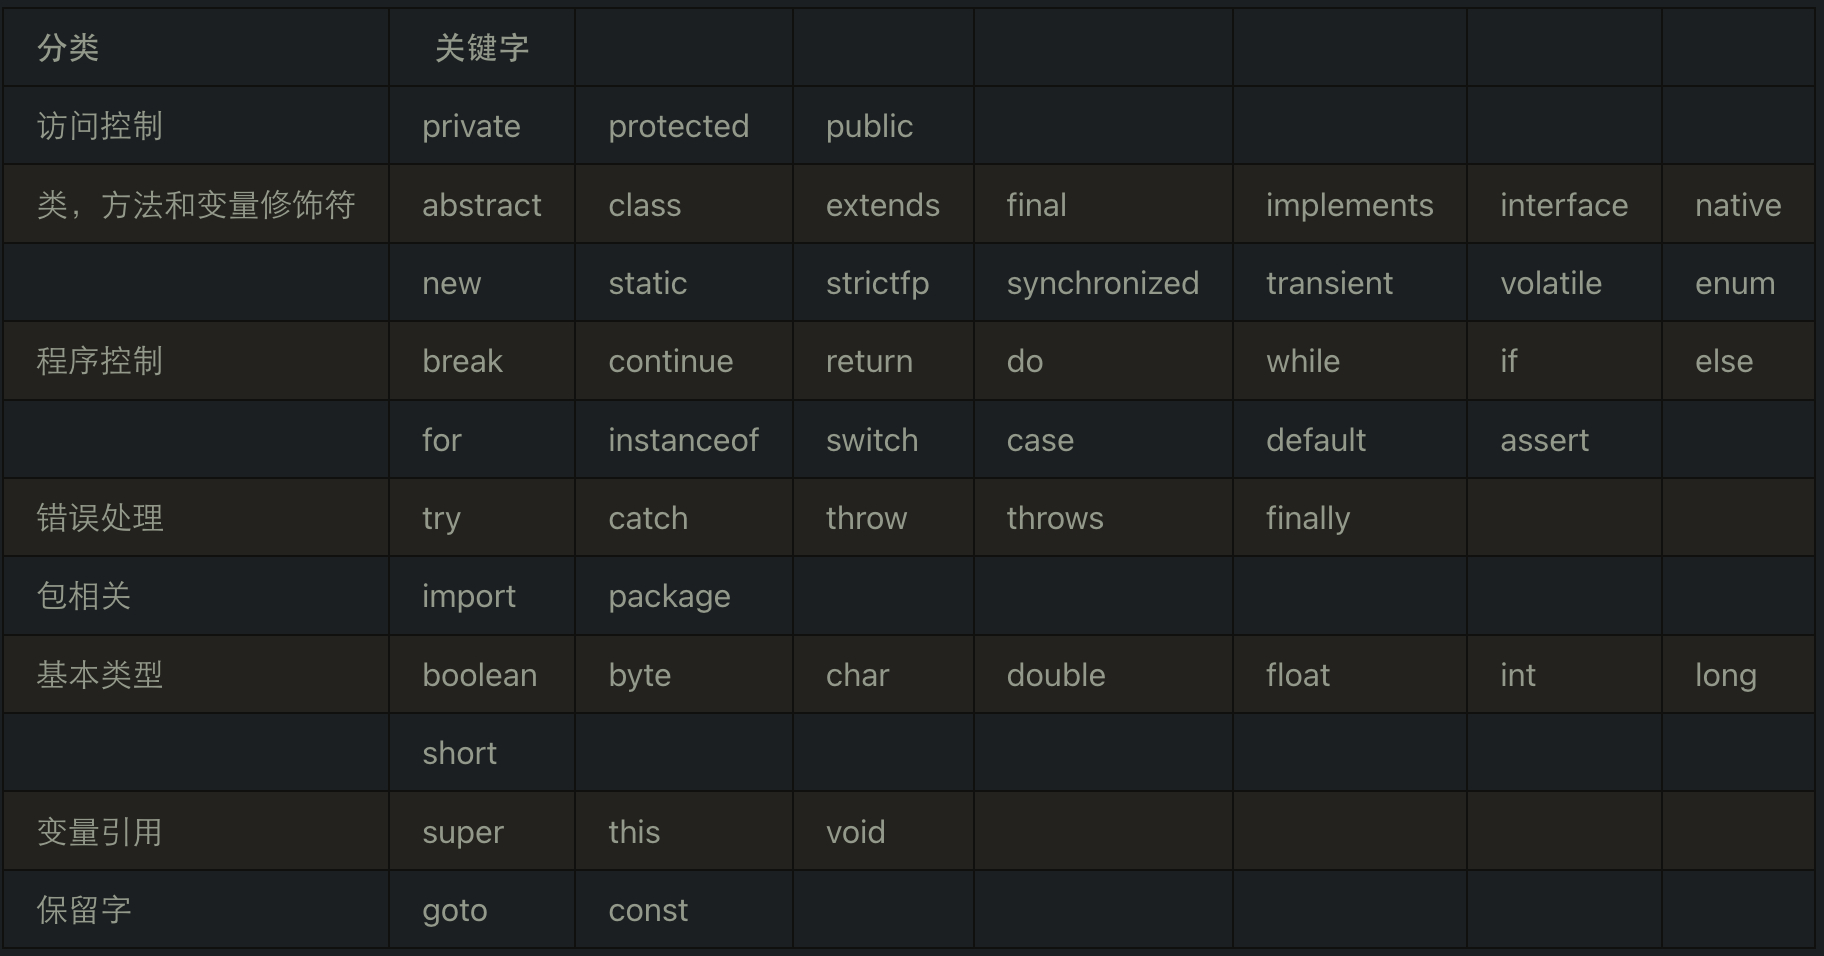 分类 关键字
访问控制 private protected public
类，方法和变量修饰符 abstract class extends final implements interface native
new static strictfp synchronized transient volatile enum
程序控制 break continue return do while if else
for instanceof switch case default assert
错误处理 try catch throw throws finally
包相关 import package
基本类型 boolean byte char double float int long
short
变量引用 super this void
保留字 goto const